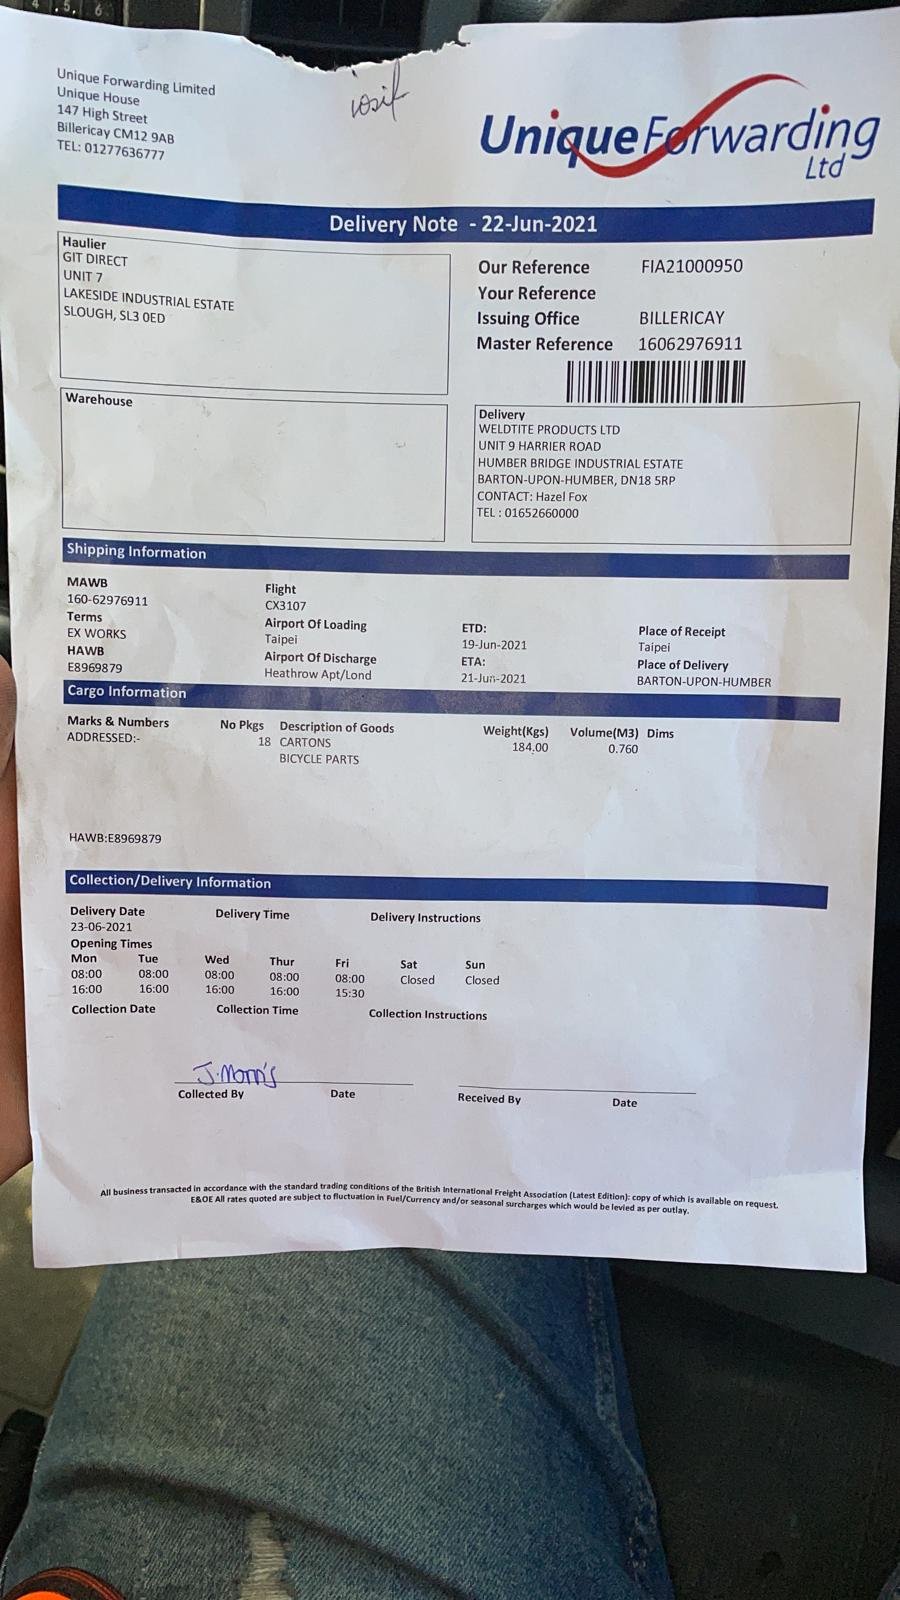 4 . 5 . 6
Unique Forwarding Limited
Unique House
147 High Street
Billericay CM12 9AB
TEL: 01277636777
iosif
UniqueForwarding
Ltd
Delivery Note - 22-Jun-2021
Haulier
GIT DIRECT
UNIT 7
LAKESIDE INDUSTRIAL ESTATE
SLOUGH, SL3 0ED
Our Reference FIA21000950
Your Reference
Issuing Office BILLERICAY
Master Reference 16062976911
Warehouse
Delivery
WELDTITE PRODUCTS LTD
UNIT 9 HARRIER ROAD
HUMBER BRIDGE INDUSTRIAL ESTATE
BARTON-UPON-HUMBER, DN18 5RP
CONTACT: Hazel Fox
TEL : 01652660000
Shipping Information
MAWB
160-62976911
Terms
EX WORKS
HAWB
E8969879
Flight
CX3107
Airport Of Loading
Taipei
Airport Of Discharge
Heathrow Apt/Lond
ETD:
19-Jun-2021
ETA:
21-Jun-2021
Place of Receipt
Taipei
Place of Delivery
BARTON-UPON-HUMBER
Cargo Information
Marks & Numbers No Pkgs Description of Goods Weight(Kgs) Volume(M3) Dims
ADDRESSED:- 18 CARTONS 184.00 0.760
BICYCLE PARTS
HAWB:E8969879
Collection/Delivery Information
Delivery Date Delivery Time Delivery Instructions
23-06-2021
Opening Times
Mon Tue Wed Thur Fri Sat Sun
08:00 08:00 08:00 08:00 08:00 Closed Closed
16:00 16:00 16:00 16:00 15:30
Collection Date Collection Time Collection Instructions
J.Morris
Collected By Date Received By Date
All business transacted in accordance with the standard trading conditions of the British International Freight Association (Latest Edition): copy of which is available on request.
E&OE All rates quoted are subject to fluctuation in Fuel/Currency and/or seasonal surcharges which would be levied as per outlay.